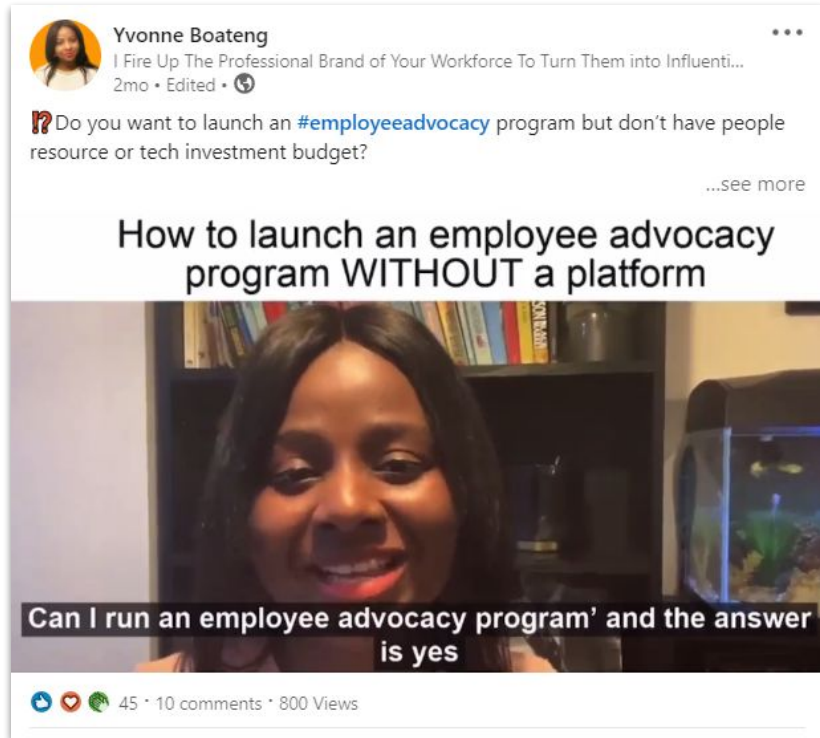 Yvonne Boateng
I Fire Up The Professional Brand of Your Workforce To Turn Them into Influenti...
2mo • Edited •
⁉️Do you want to launch an #employeeadvocacy program but don't have people
resource or tech investment budget?
...see more
How to launch an employee advocacy
program WITHOUT a platform
Can I run an employee advocacy program' and the answer
is yes
45 · 10 comments · 800 Views